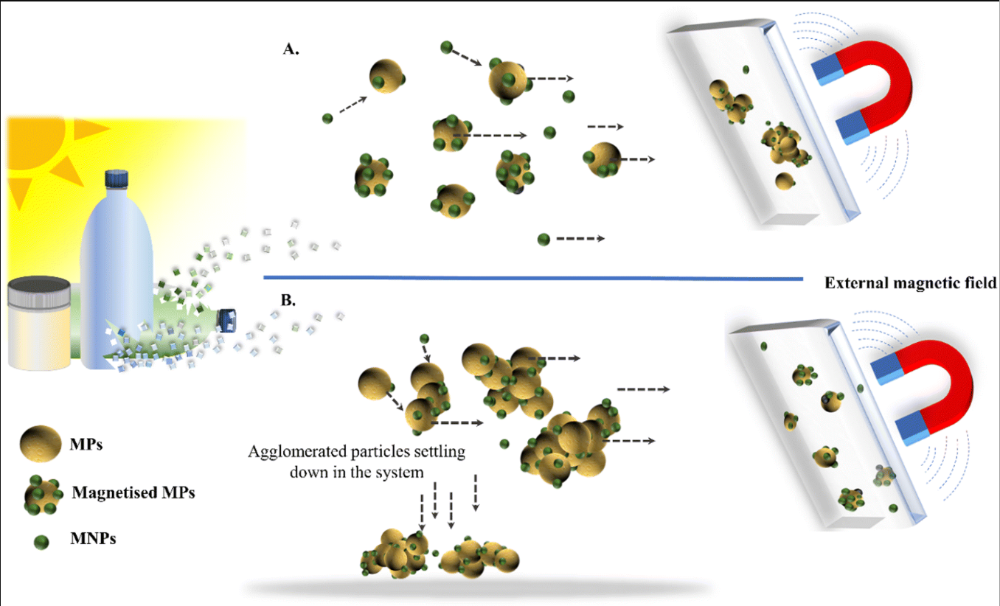 A.
External magnetic field
B.
Agglomerated particles settling
down in the system
MPs
Magnetised MPs
MNPs